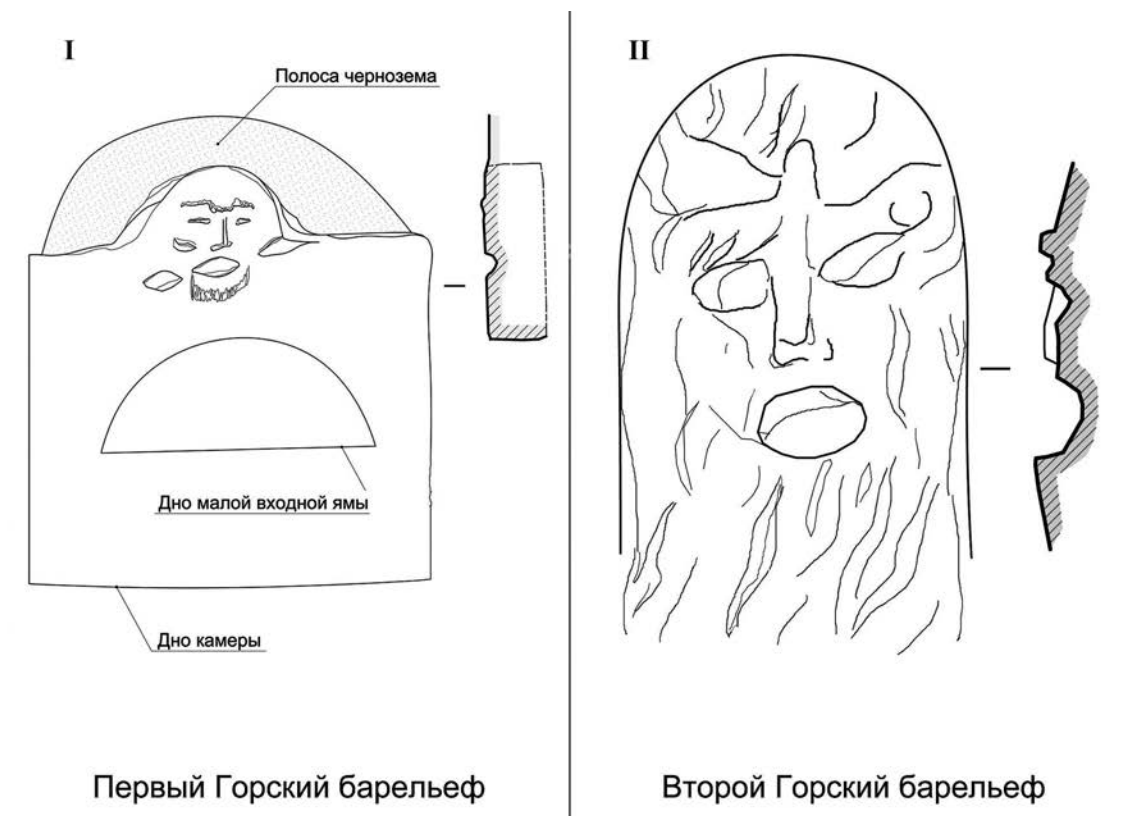 I
Полоса чернозема
Дно малой входной ямы
Дно камеры
Первый Горский барельеф
II
Второй Горский барельеф